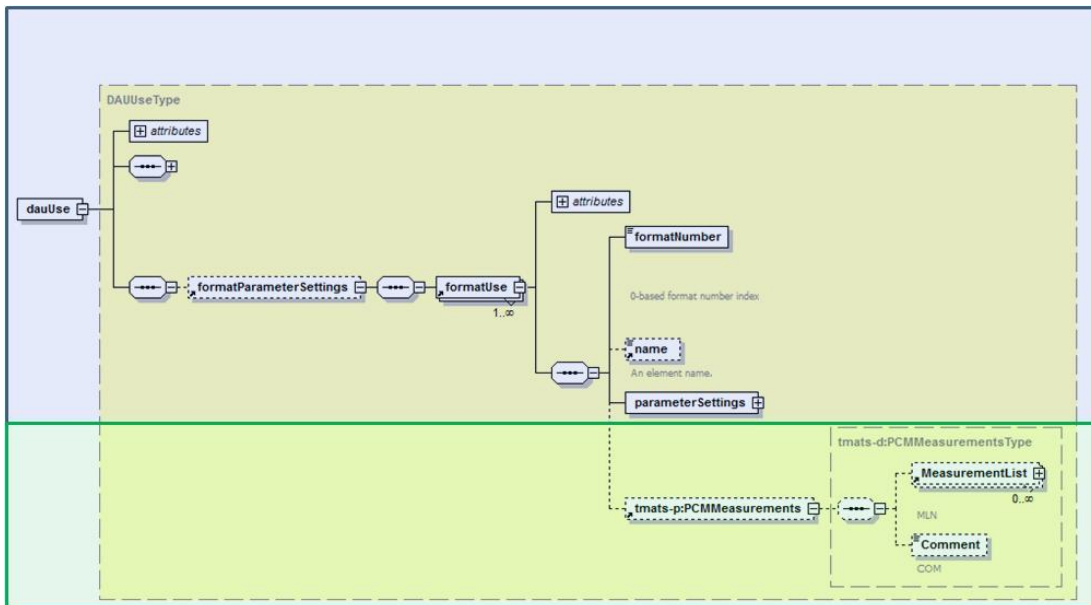 DAUUseType
attributes
dauUse
attributes
formatNumber
formatParameterSettings
formatUse
1..∞
0-based format number index
name
An element name.
parameterSettings
tmats-d:PCMMeasurementsType
MeasurementList
0..∞
tmats-p:PCMMeasurements
MLN
Comment
COM